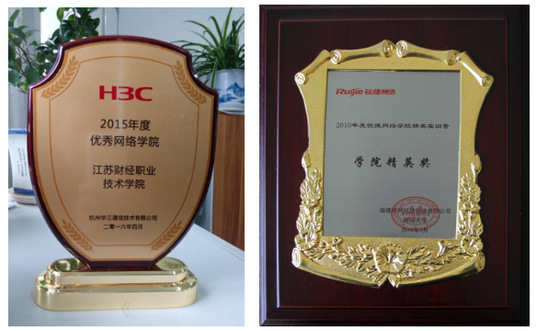 H3C
2015年度
优秀网络学院
江苏财经职业
技术学院
杭州华三通信技术有限公司
二零一六年四月
Ruijie 锐捷网络
2010年度锐捷网络学院精英实训营
学院精英奖